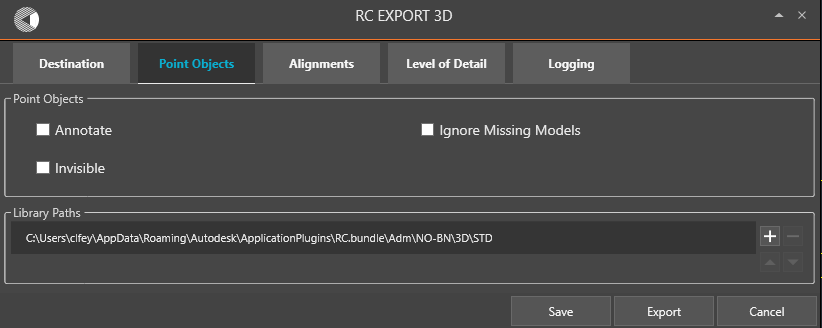 RC EXPORT 3D
Destination
Point Objects
Alignments
Level of Detail
Logging
Point Objects
Annotate
Ignore Missing Models
Invisible
Library Paths
C:\Users\clfey\AppData\Roaming\Autodesk\ApplicationPlugins\RC.bundle\Adm\NO-BN\3D\STD
Save
Export
Cancel